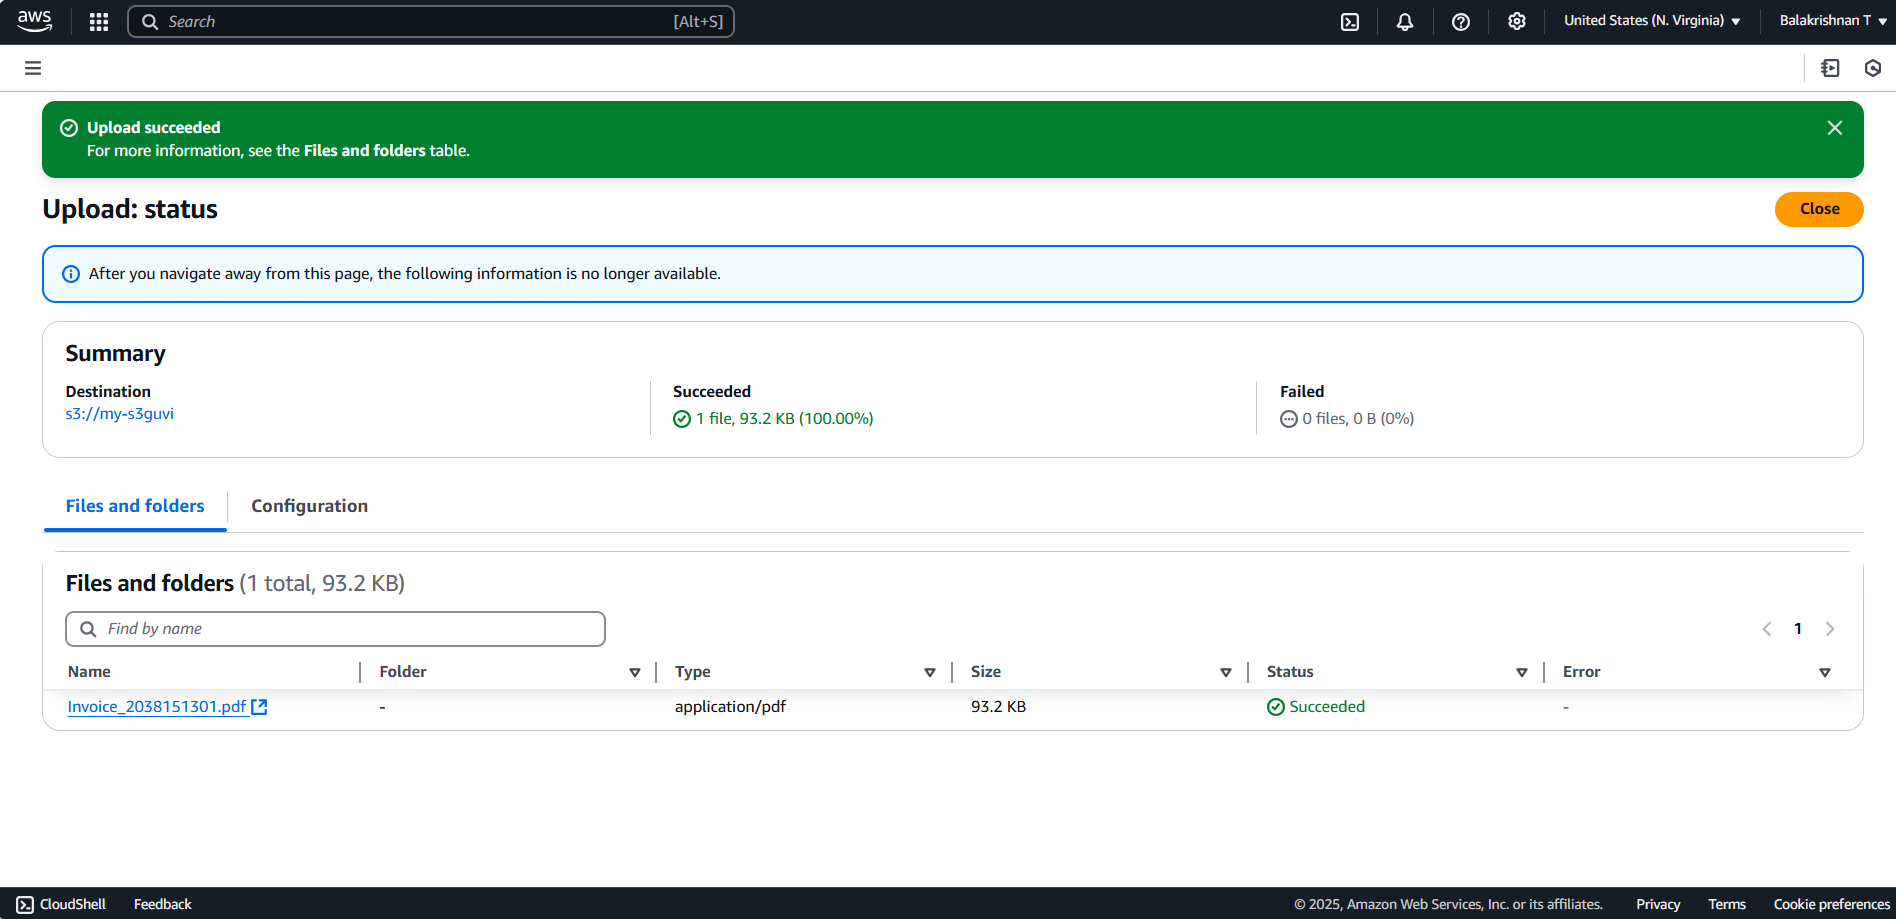 aws
Search [Alt+S]
United States (N. Virginia)
Balakrishnan T
Upload succeeded
For more information, see the Files and folders table.
Upload: status
Close
After you navigate away from this page, the following information is no longer available.
Summary
Destination
s3://my-s3guvi
Succeeded
1 file, 93.2 KB (100.00%)
Failed
0 files, 0 B (0%)
Files and folders
Configuration
Files and folders (1 total, 93.2 KB)
Find by name
1
Name Folder Type Size Status Error
Invoice_2038151301.pdf - application/pdf 93.2 KB Succeeded -
CloudShell Feedback © 2025, Amazon Web Services, Inc. or its affiliates. Privacy Terms Cookie preferences